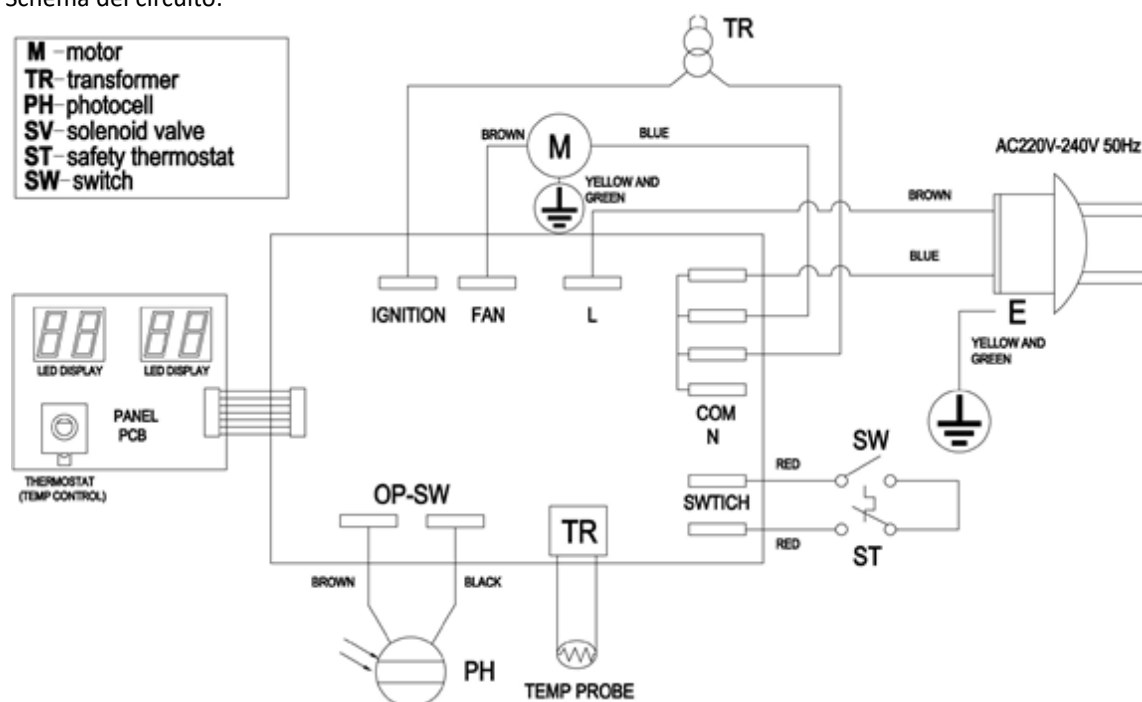 Schema del circuito:
M-motor
TR-transformer
PH-photocell
SV-solenoid valve
ST-safety thermostat
SW-switch
TR
BROWN
M
BLUE
YELLOW AND
GREEN
AC220V-240V 50Hz
BROWN
BLUE
IGNITION
FAN
L
E
YELLOW AND
GREEN
88
88
LED DISPLAY
LED DISPLAY
PANEL
PCB
THERMOSTAT
(TEMP CONTROL)
COM
N
SW
RED
SWTICH
RED
ST
OP-SW
TR
BROWN
BLACK
PH
TEMP PROBE